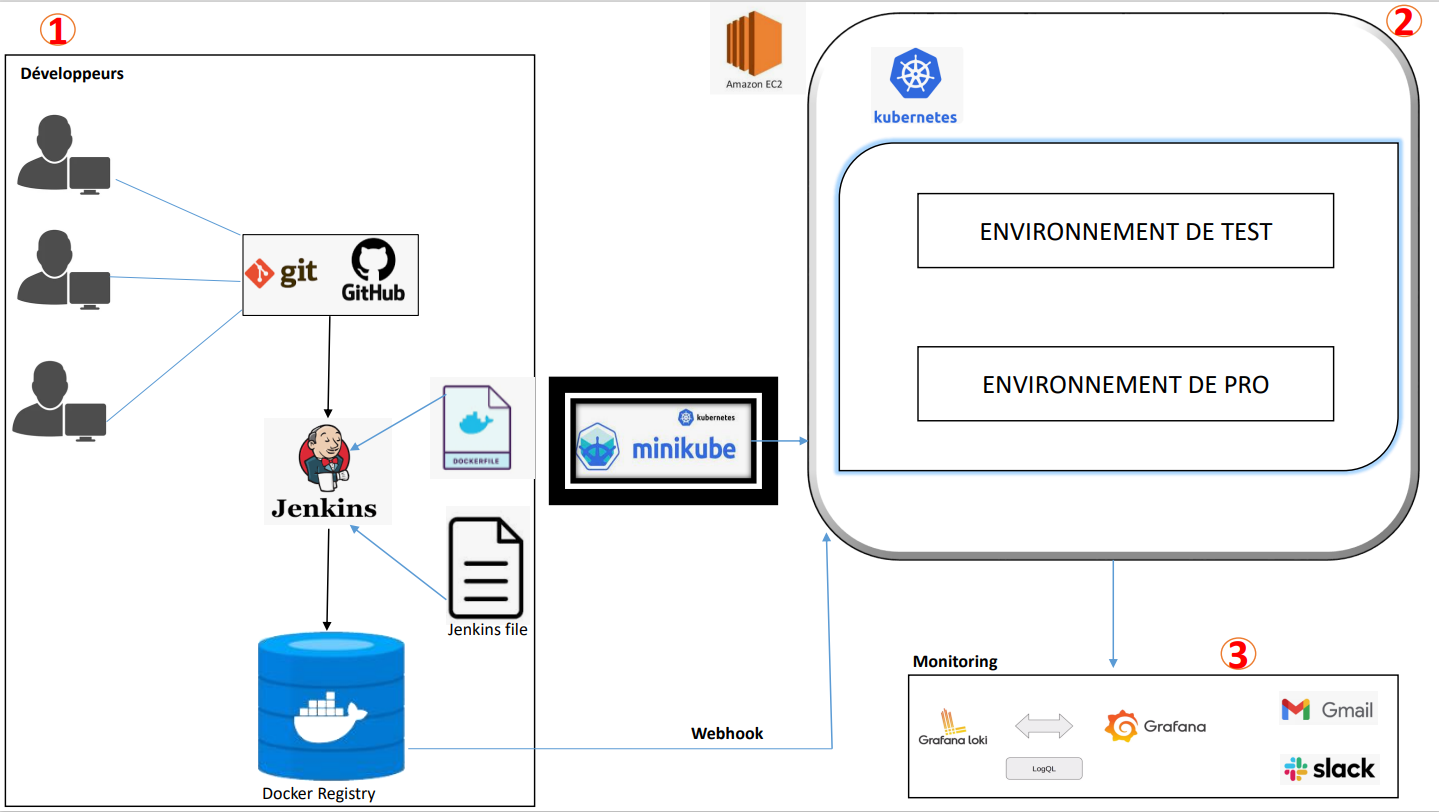 1
Développeurs
git
GitHub
DOCKERFILE
Jenkins
Jenkins file
Docker Registry
kubernetes
minikube
Webhook
Amazon EC2
2
kubernetes
ENVIRONNEMENT DE TEST
ENVIRONNEMENT DE PRO
3
Monitoring
Grafana loki
LogQL
Grafana
Gmail
slack